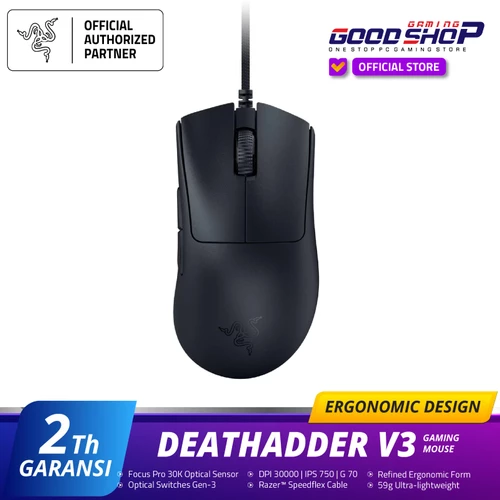 OFFICIAL
AUTHORIZED
PARTNER
GAMING
GOODSHOP
ONE STOP PC GAMING STORE
OFFICIAL STORE
ERGONOMIC DESIGN
2Th
GARANSI
DEATHADDER V3
GAMING
MOUSE
Focus Pro 30K Optical Sensor
DPI 30000 | IPS 750 | G 70
Refined Ergonomic Form
Optical Switches Gen-3
Razer™ Speedflex Cable
59g Ultra-lightweight